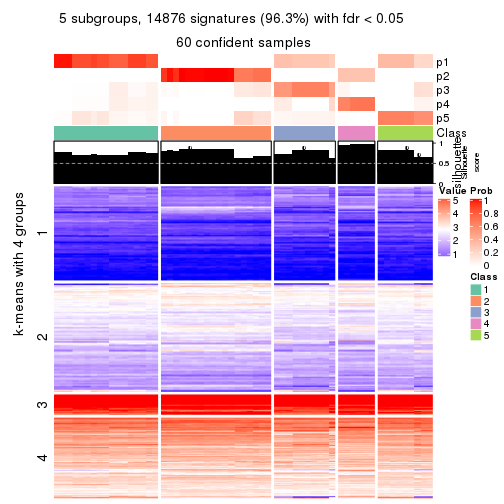 5 subgroups, 14876 signatures (96.3%) with fdr < 0.05
60 confident samples
p1
p2
p3
p4
p5
Class
1
0.5
0
silhouette
Silhouette
score
k-means with 4 groups
1
2
3
4
Value
5
4
3
2
1
Prob
1
0.8
0.6
0.4
0.2
0
Class
1
2
3
4
5